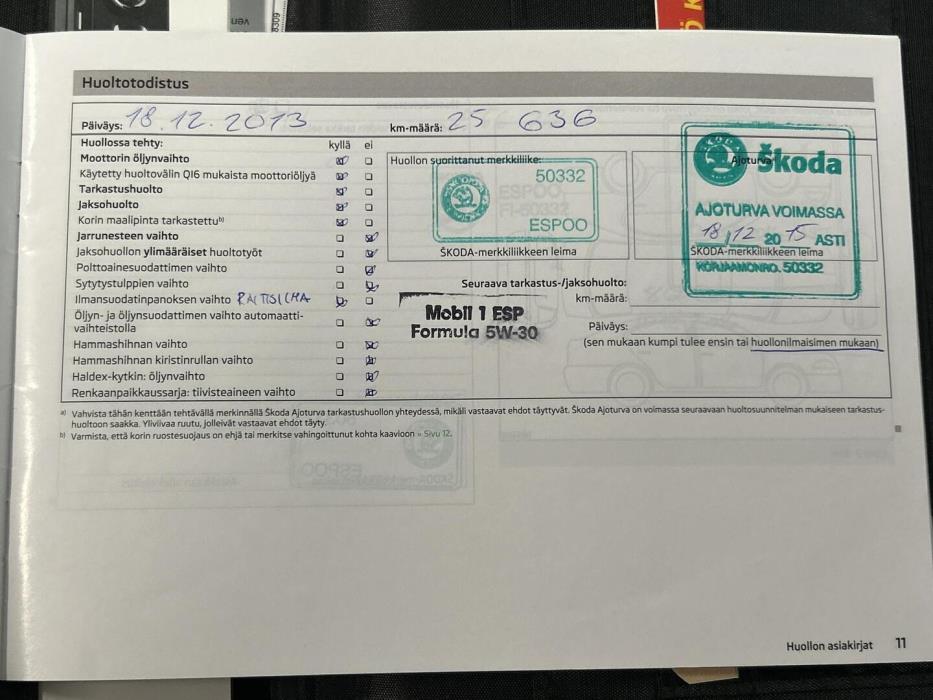 Huoltotodistus
Päiväys: 18.12.2013 km-määrä: 25 636
Huollossa tehty: kyllä ei
Moottorin öljynvaihto
Käytetty huoltovälin QI6 mukaista moottoriöljyä
Tarkastushuolto
Jaksohuolto
Korin maalipinta tarkastettu b)
Jarrunesteen vaihto
Jaksohuollon ylimääräiset huoltotyöt
Polttoainesuodattimen vaihto
Sytytystulppien vaihto
Ilmansuodatinpanoksen vaihto RAITISILMA
Öljyn- ja öljynsuodattimen vaihto automaatti-
vaihteistolla
Hammashihnan vaihto
Hammashihnan kiristinrullan vaihto
Haldex-kytkin: öljynvaihto
Renkaanpaikkaussarja: tiivisteaineen vaihto
Huollon suorittanut merkkiliike:
50332
ESPOO
ŠKODA-merkkiliikkeen leima
Ajoturva
Škoda
AJOTURVA VOIMASSA
18/12 2015 ASTI
ŠKODA-merkkiliikkeen leima
KORJAAMONRO. 50332
Seuraava tarkastus-/jaksohuolto:
km-määrä:
Mobil 1 ESP
Formula 5W-30
Päiväys:
(sen mukaan kumpi tulee ensin tai huollonilmaisimen mukaan)
a) Vahvista tähän kenttään tehtävällä merkinnällä Škoda Ajoturva tarkastushuollon yhteydessä, mikäli vastaavat ehdot täyttyvät. Škoda Ajoturva on voimassa seuraavaan huoltosuunnitelman mukaiseen tarkastus-
huoltoon saakka. Yliviivaa ruutu, jolleivät vastaavat ehdot täyty.
b) Varmista, että korin ruostesuojaus on ehjä tai merkitse vahingoittunut kohta kaavioon » Sivu 12.
Huollon asiakirjat 11